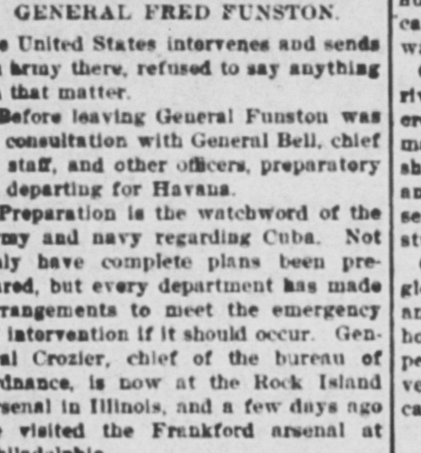 GENERAL FRED FUNSTON.
e United States intervenes and sends
army there, refused to say anything
that matter.
Before leaving General Funston was
consultation with General Bell, chief
staff, and other officers, preparatory
departing for Havana.
Preparation is the watchword of the
my and navy regarding Cuba. Not
ly have complete plans been pre-
red, but every department has made
rangements to meet the emergency
intervention if it should occur. Gen-
al Crozier, chief of the bureau of
dnance, is now at the Rock Island
senal in Illinois, and a few days ago
e visited the Frankford arsenal at